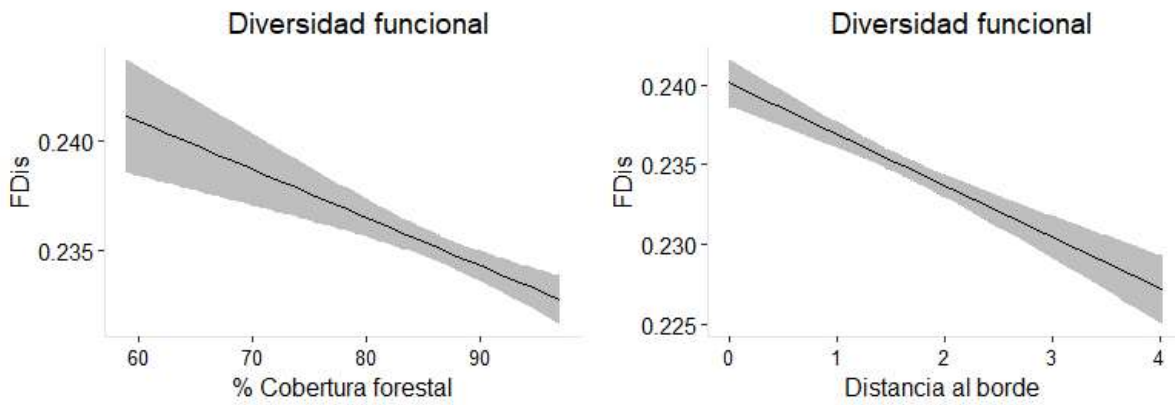 Diversidad funcional
FDis
0.240
0.235
60 70 80 90
% Cobertura forestal
Diversidad funcional
FDis
0.240
0.235
0.230
0.225
0 1 2 3 4
Distancia al borde